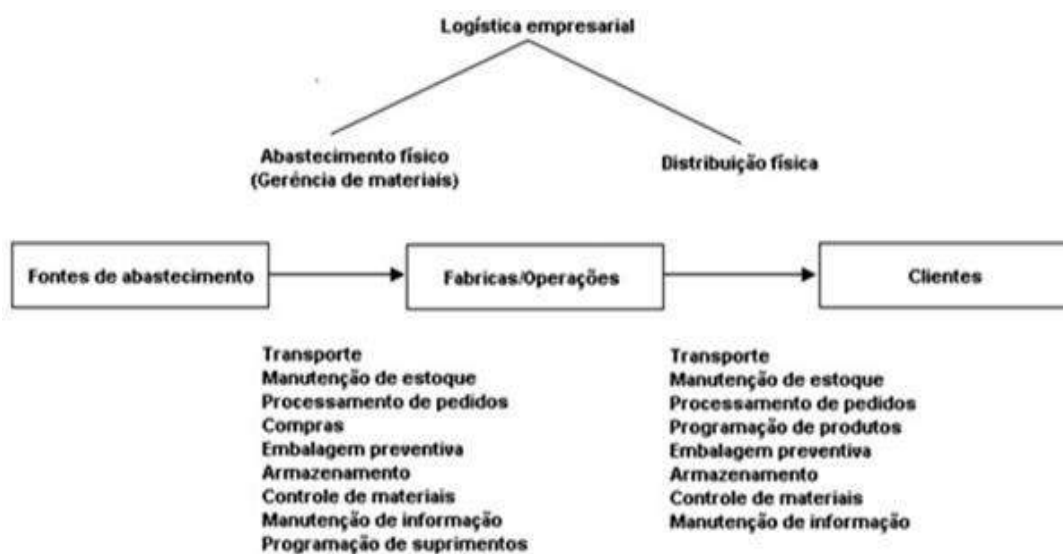 Logística empresarial
Abastecimento físico
(Gerência de materiais)
Distribuição física
Fontes de abastecimento
Fabricas/Operações
Clientes
Transporte
Manutenção de estoque
Processamento de pedidos
Compras
Embalagem preventiva
Armazenamento
Controle de materiais
Manutenção de informação
Programação de suprimentos
Transporte
Manutenção de estoque
Processamento de pedidos
Programação de produtos
Embalagem preventiva
Armazenamento
Controle de materiais
Manutenção de informação